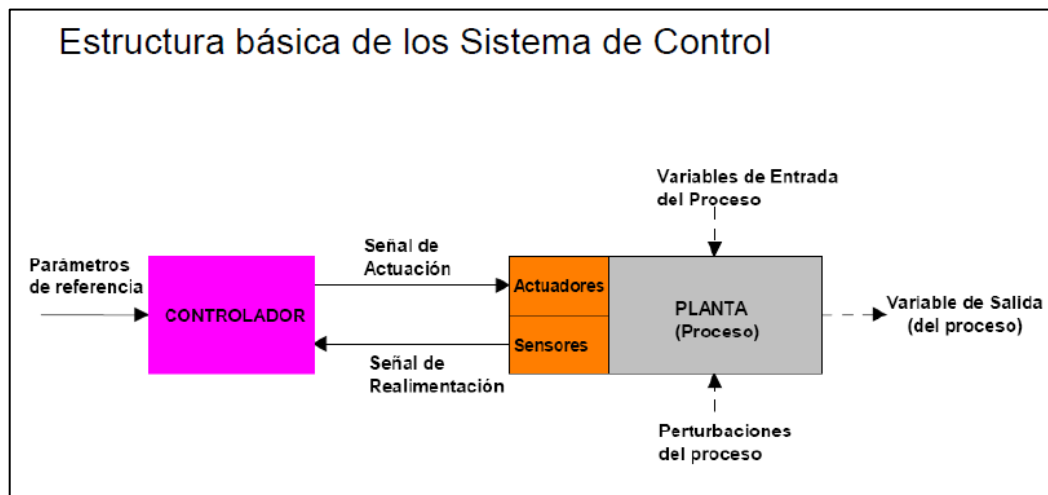 Estructura básica de los Sistema de Control
Variables de Entrada
del Proceso
Señal de
Actuación
Parámetros
de referencia
CONTROLADOR
Actuadores
Sensores
PLANTA
(Proceso)
Variable de Salida
(del proceso)
Señal de
Realimentación
Perturbaciones
del proceso